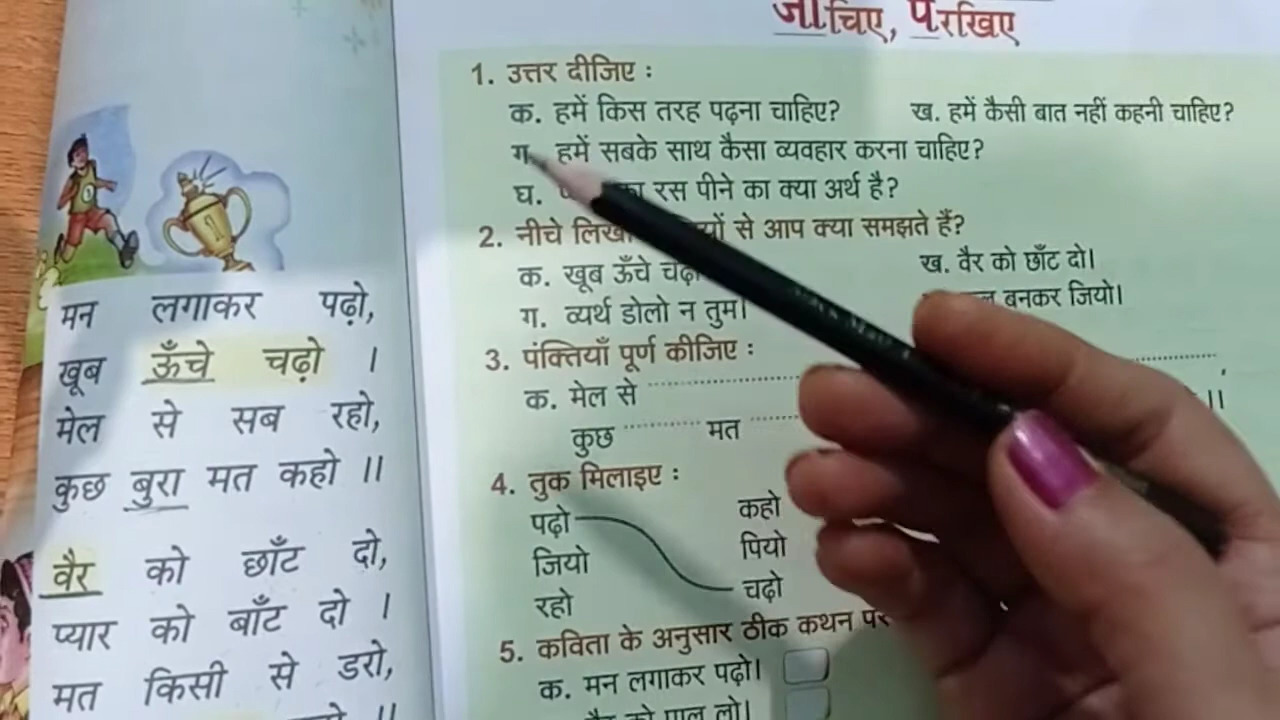 मन लगाकर पढ़ो,
खूब ऊँचे चढ़ो ।
मेल से सब रहो,
कुछ बुरा मत कहो ।।
वैर को छाँट दो,
प्यार को बाँट दो ।
मत किसी से डरो,
जाँचिए, परखिए
1. उत्तर दीजिए :
क. हमें किस तरह पढ़ना चाहिए? ख. हमें कैसी बात नहीं कहनी चाहिए?
ग. हमें सबके साथ कैसा व्यवहार करना चाहिए?
घ. रस पीने का क्या अर्थ है?
2. नीचे से आप क्या समझते हैं?
क. खूब ऊँचे चढ़ो ख. वैर को छाँट दो।
ग. व्यर्थ डोलो न तुम। बनकर जियो।
3. पंक्तियाँ पूर्ण कीजिए :
क. मेल से ..............
कुछ .......... मत ........ ।।
4. तुक मिलाइए :
पढ़ो कहो
जियो पियो
रहो चढ़ो
5. कविता के अनुसार ठीक कथन पर
क. मन लगाकर पढ़ो।
को पाल लो।